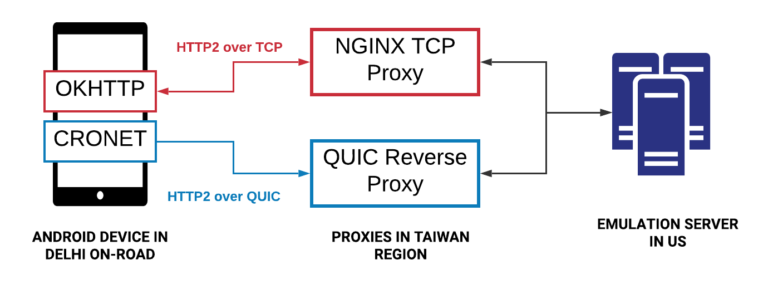 HTTP2 over TCP
NGINX TCP
Proxy
OKHTTP
CRONET
QUIC Reverse
Proxy
HTTP2 over QUIC
ANDROID DEVICE IN
DELHI ON-ROAD
PROXIES IN TAIWAN
REGION
EMULATION SERVER
IN US